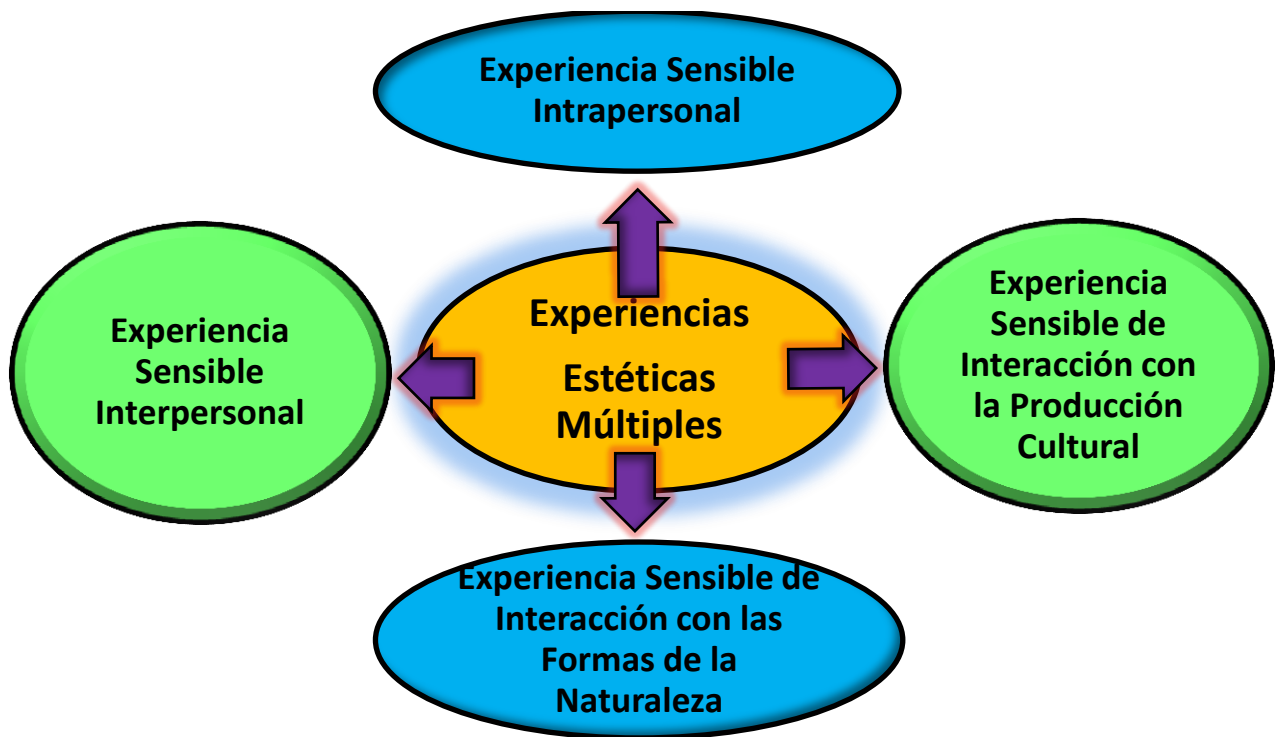 Experiencia Sensible
Intrapersonal
Experiencia
Sensible
Interpersonal
Experiencias
Estéticas
Múltiples
Experiencia
Sensible de
Interacción con
la Producción
Cultural
Experiencia Sensible de
Interacción con las
Formas de la
Naturaleza